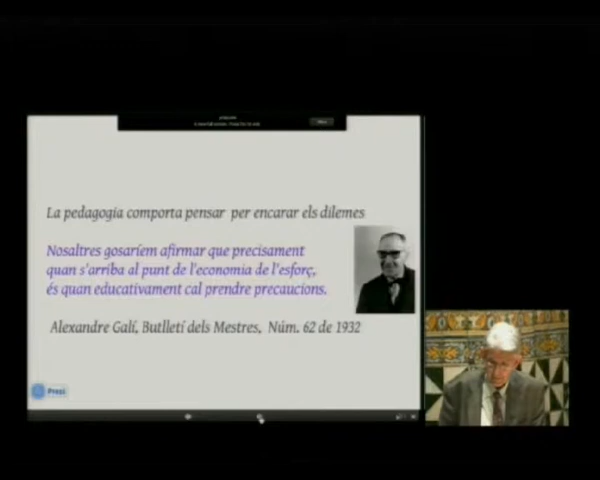 La pedagogia comporta pensar per encarar els dilemes
Nosaltres gosaríem afirmar que precisament
quan s'arriba al punt de l'economia de l'esforç,
és quan educativament cal prendre precaucions.
Alexandre Galí, Butlletí dels Mestres, Núm. 62 de 1932
Prezi